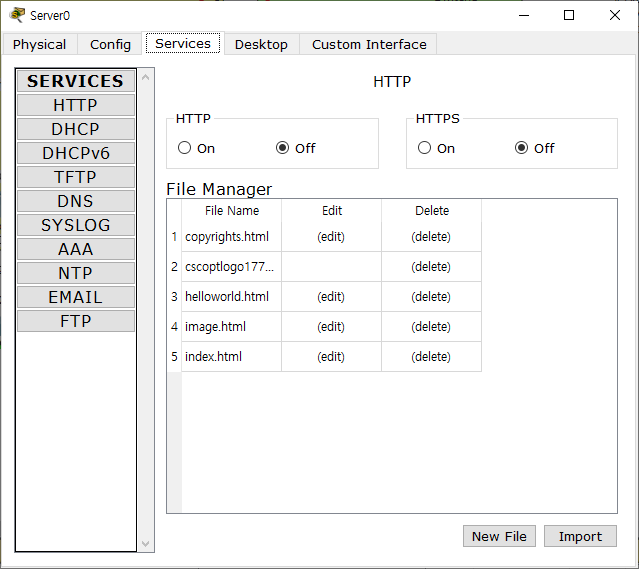 Server0
Physical Config Services Desktop Custom Interface
SERVICES
HTTP
DHCP
DHCPv6
TFTP
DNS
SYSLOG
AAA
NTP
EMAIL
FTP
HTTP
HTTP
On Off
HTTPS
On Off
File Manager
File Name Edit Delete
1 copyrights.html (edit) (delete)
2 cscoptlogo177... (delete)
3 helloworld.html (edit) (delete)
4 image.html (edit) (delete)
5 index.html (edit) (delete)
New File Import